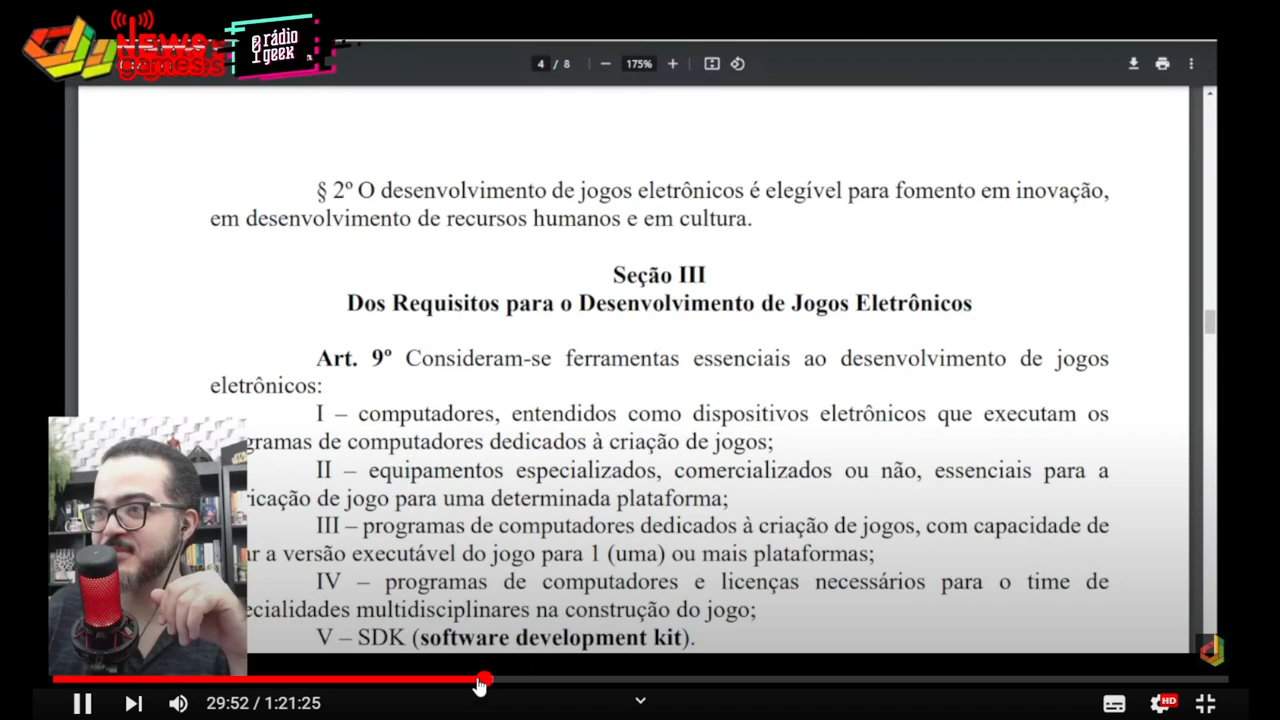 NEWS
games
rádio
geek
4 / 8
175%
§ 2º O desenvolvimento de jogos eletrônicos é elegível para fomento em inovação,
em desenvolvimento de recursos humanos e em cultura.
Seção III
Dos Requisitos para o Desenvolvimento de Jogos Eletrônicos
Art. 9º Consideram-se ferramentas essenciais ao desenvolvimento de jogos
eletrônicos:
I – computadores, entendidos como dispositivos eletrônicos que executam os
gramas de computadores dedicados à criação de jogos;
II – equipamentos especializados, comercializados ou não, essenciais para a
icação de jogo para uma determinada plataforma;
III – programas de computadores dedicados à criação de jogos, com capacidade de
ar a versão executável do jogo para 1 (uma) ou mais plataformas;
IV – programas de computadores e licenças necessários para o time de
ecialidades multidisciplinares na construção do jogo;
V – SDK (software development kit).
29:52 / 1:21:25
HD